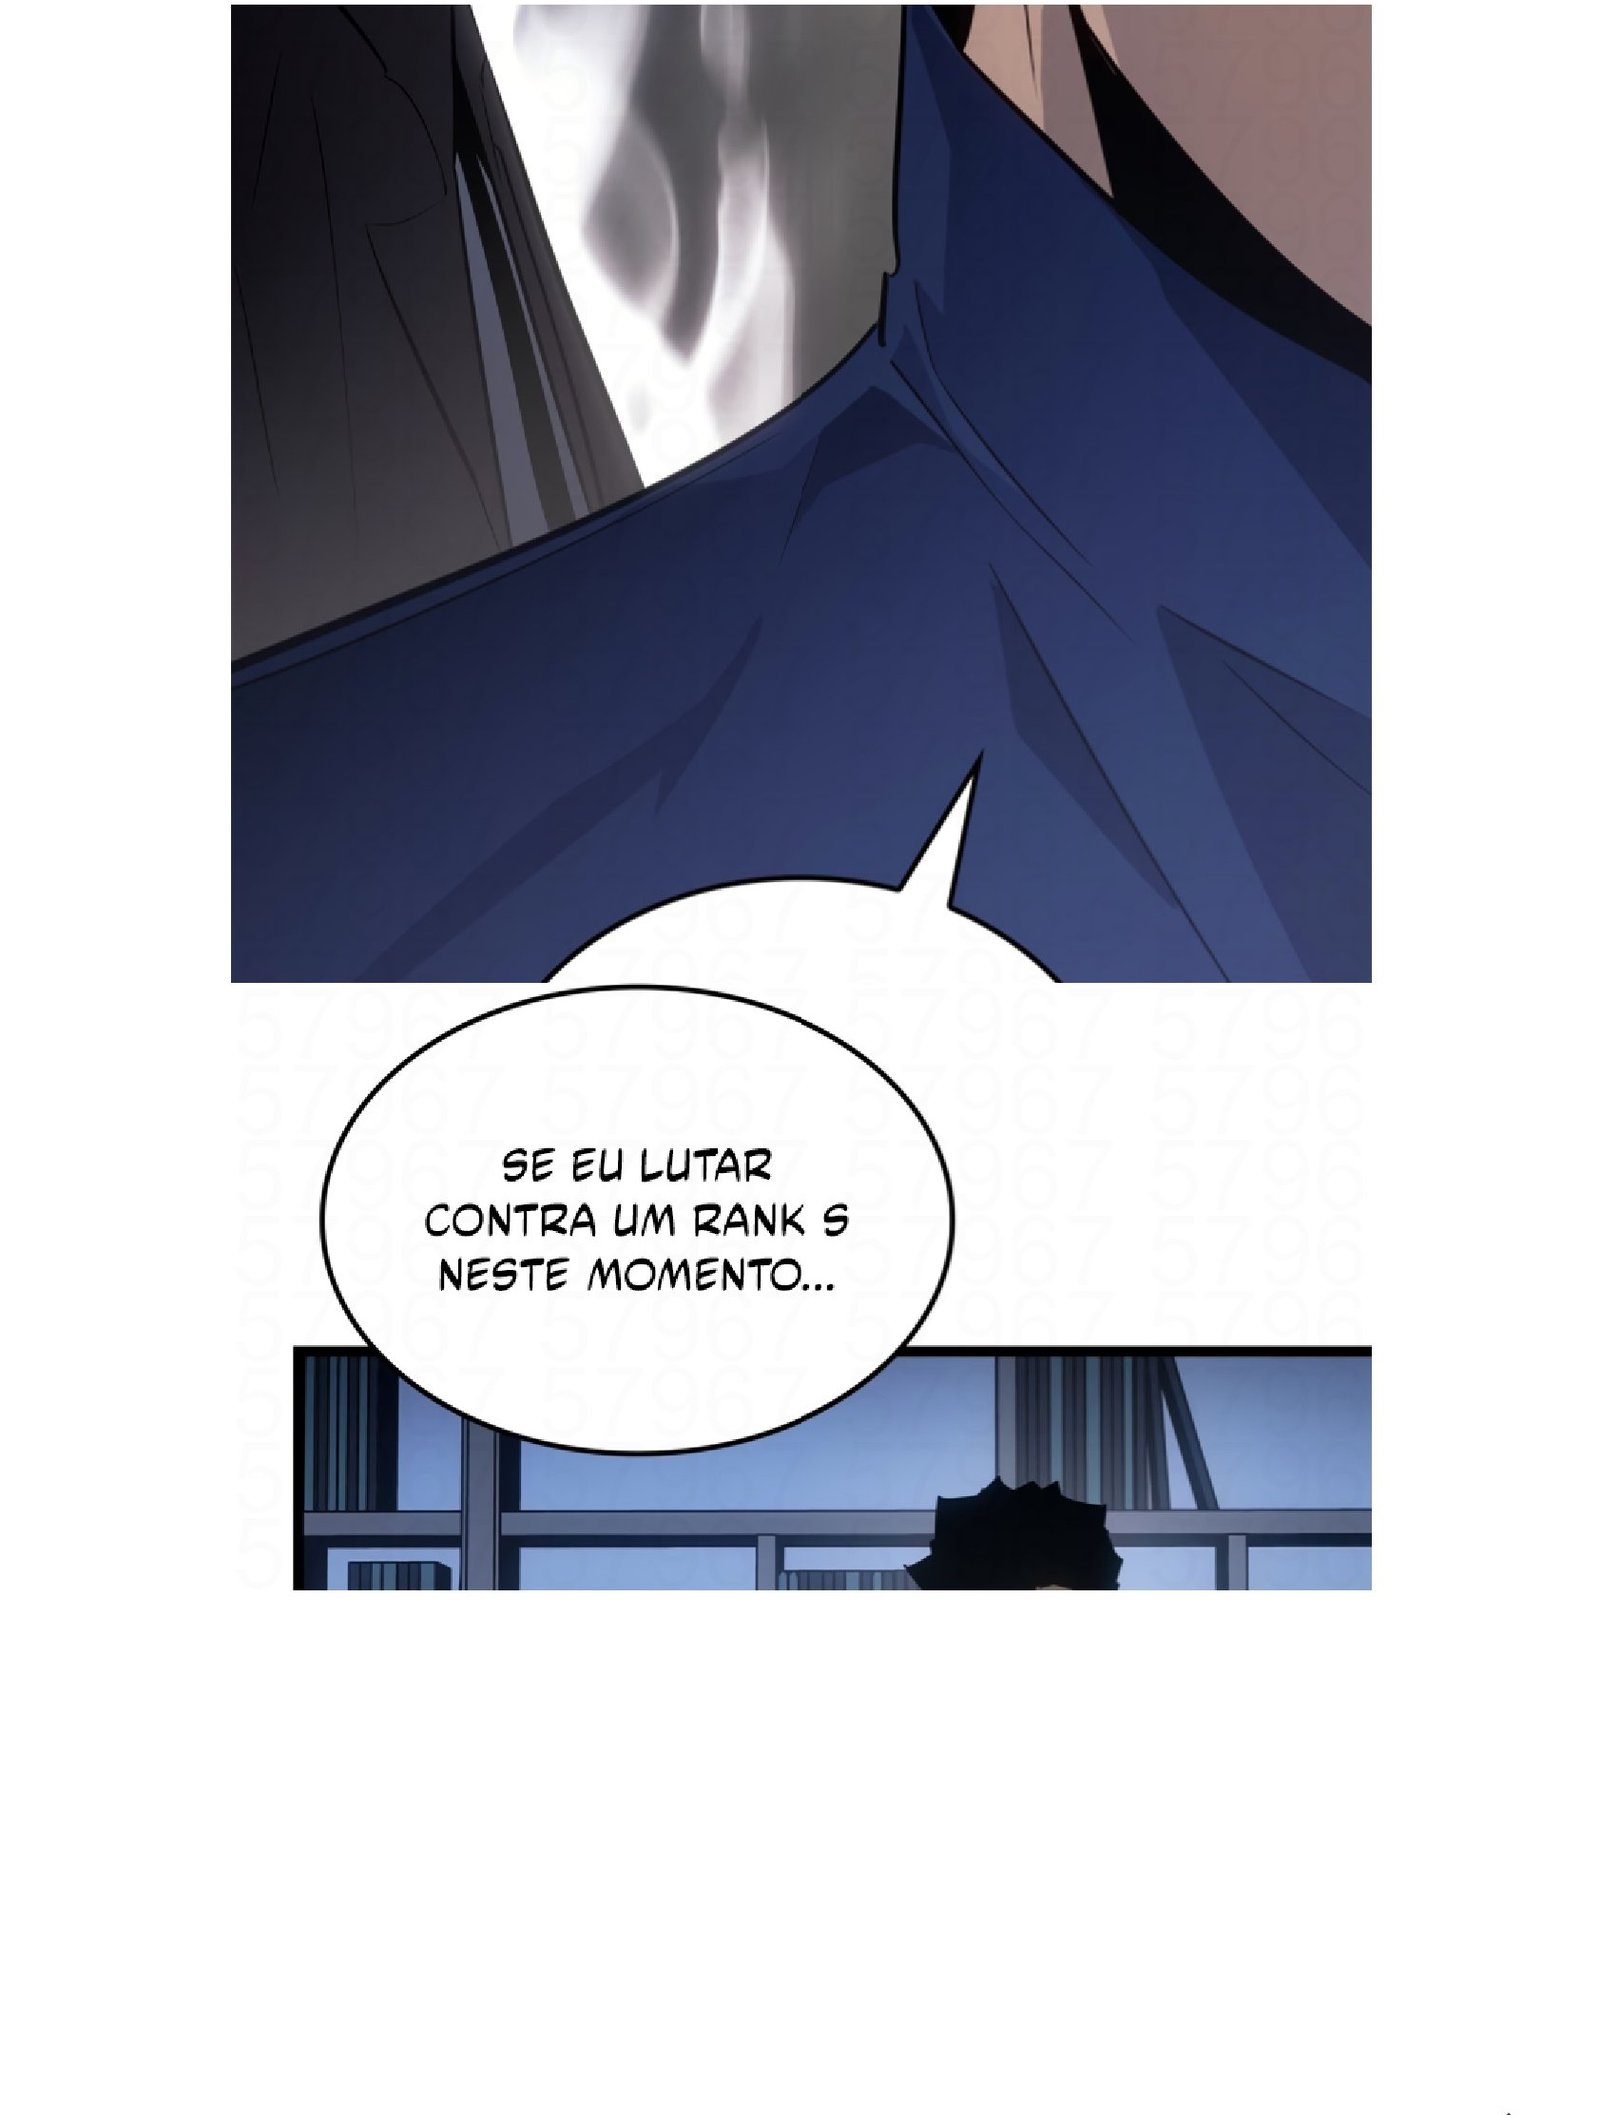 SE EU LUTAR
CONTRA UM RANK S
NESTE MOMENTO...